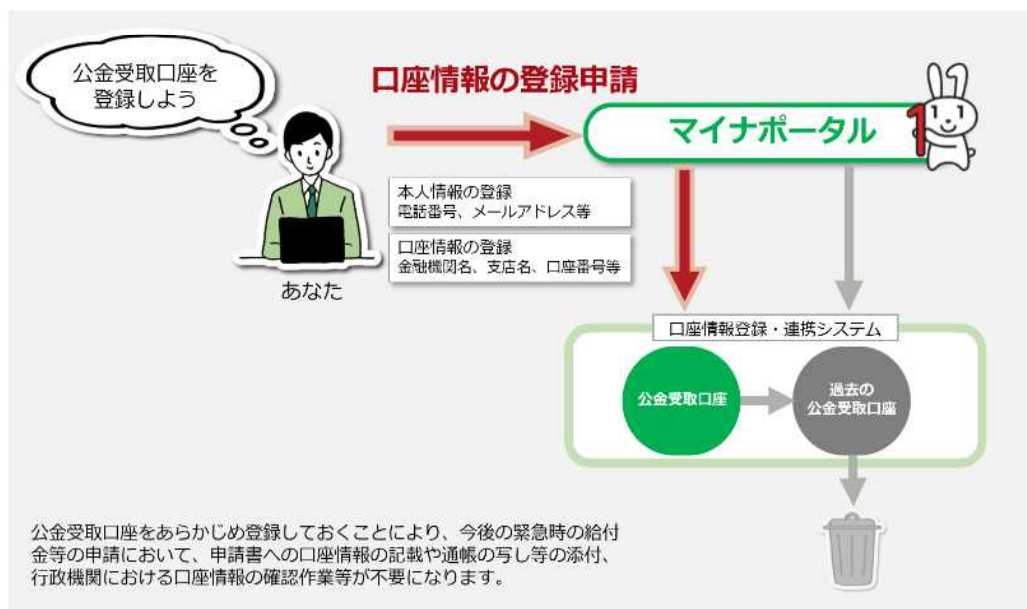 公金受取口座を
登録しよう
口座情報の登録申請
マイナポータル
1
本人情報の登録
電話番号、メールアドレス等
口座情報の登録
金融機関名、支店名、口座番号等
あなた
口座情報登録・連携システム
公金受取口座
過去の
公金受取口座
公金受取口座をあらかじめ登録しておくことにより、今後の緊急時の給付
金等の申請において、申請書への口座情報の記載や通帳の写し等の添付、
行政機関における口座情報の確認作業等が不要になります。